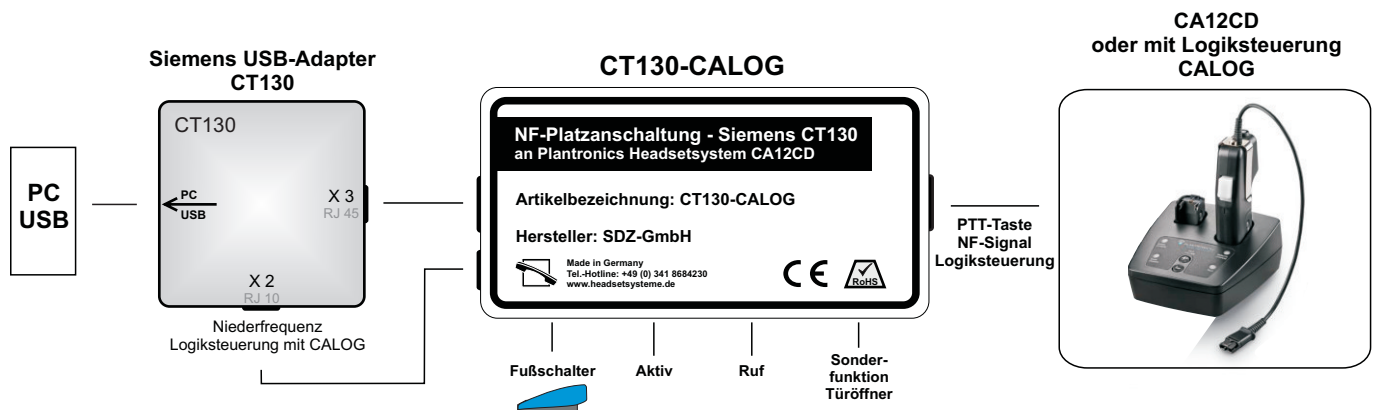 PC
USB
Siemens USB-Adapter
CT130
CT130
PC
USB
X 3
RJ 45
X 2
RJ 10
Niederfrequenz
Logiksteuerung mit CALOG
CT130-CALOG
NF-Platzanschaltung - Siemens CT130
an Plantronics Headsetsystem CA12CD
Artikelbezeichnung: CT130-CALOG
Hersteller: SDZ-GmbH
Made in Germany
Tel.-Hotline: +49 (0) 341 8684230
www.headsetsysteme.de
CE
RoHS
Fußschalter
Aktiv
Ruf
Sonder-
funktion
Türöffner
PTT-Taste
NF-Signal
Logiksteuerung
CA12CD
oder mit Logiksteuerung
CALOG